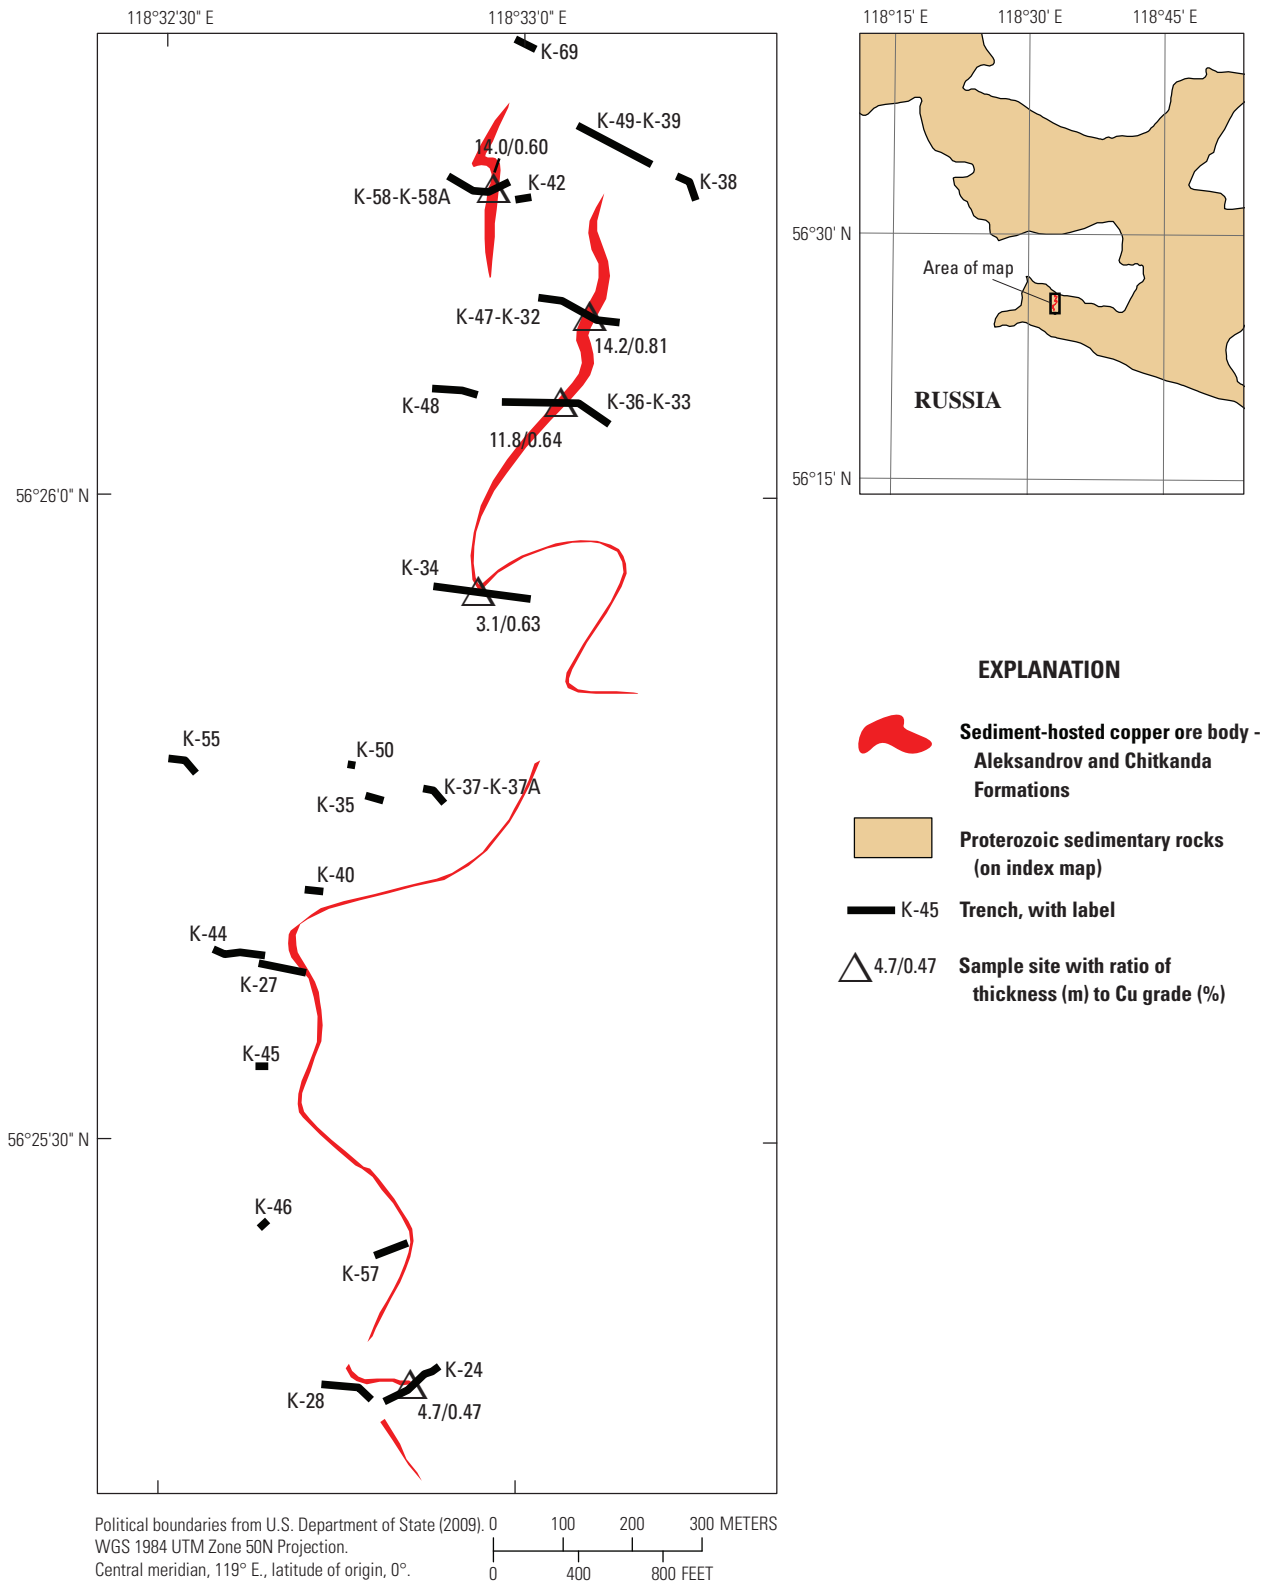 118°32'30" E
118°33'0" E
K-69
K-49-K-39
14.0/0.60
K-42
K-38
K-58-K-58A
K-47-K-32
14.2/0.81
K-48
K-36-K-33
11.8/0.64
56°26'0" N
K-34
3.1/0.63
K-55
K-50
K-37-K-37A
K-35
K-40
K-44
K-27
K-45
56°25'30" N
K-46
K-57
K-24
K-28
4.7/0.47
118°15' E
118°30' E
118°45' E
56°30' N
Area of map
RUSSIA
56°15' N
EXPLANATION
Sediment-hosted copper ore body -
Aleksandrov and Chitkanda
Formations
Proterozoic sedimentary rocks
(on index map)
K-45 Trench, with label
4.7/0.47 Sample site with ratio of
thickness (m) to Cu grade (%)
Political boundaries from U.S. Department of State (2009).
WGS 1984 UTM Zone 50N Projection.
Central meridian, 119° E., latitude of origin, 0°.
0 100 200 300 METERS
0 400 800 FEET